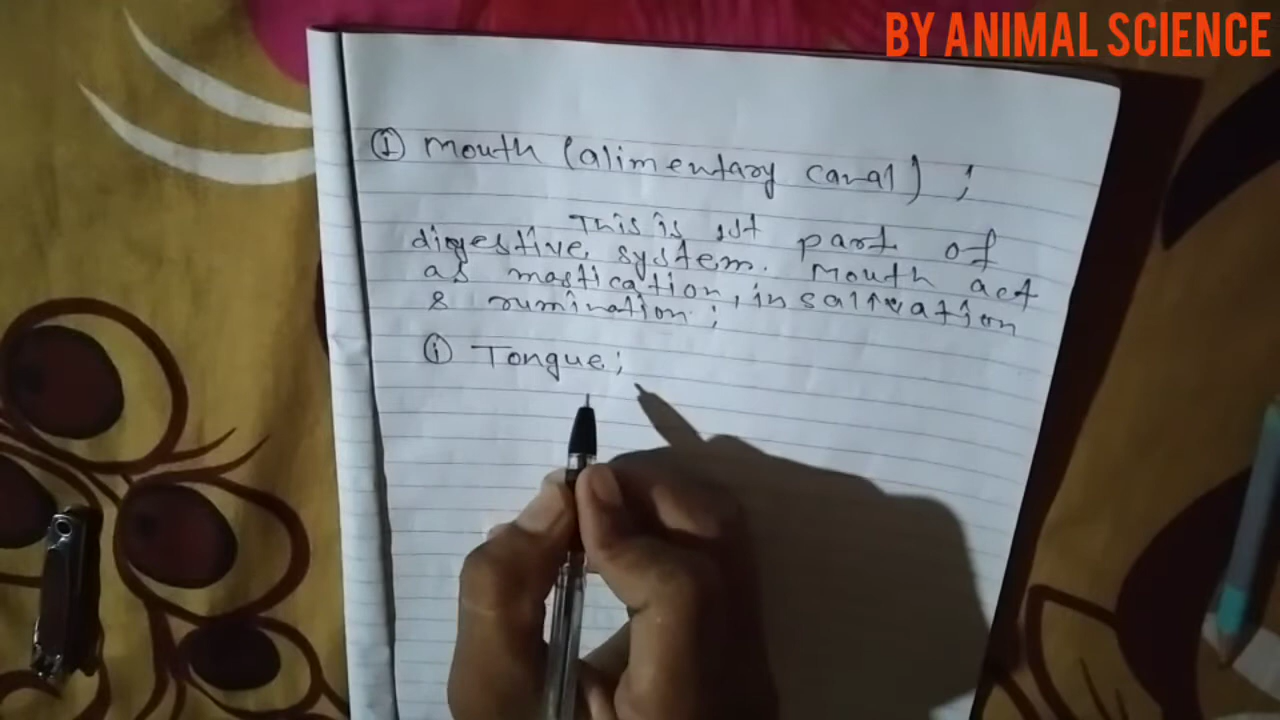 BY ANIMAL SCIENCE
① Mouth (alimentary canal) ;
This is 1st part of
digestive system. Mouth act
as mastication, insalivation
& rumination ;
ⓘ Tongue ;